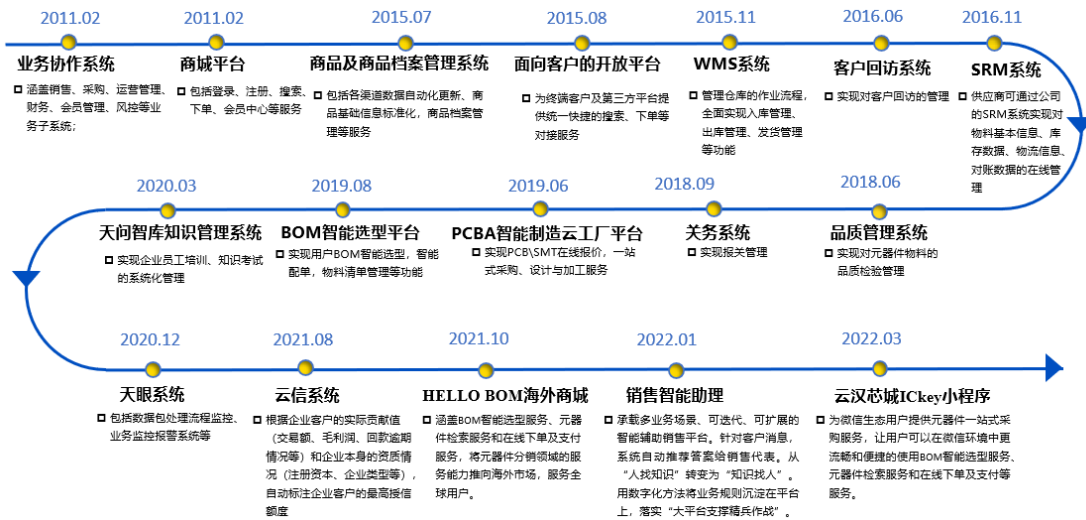 2011.02
2011.02
2015.07
2015.08
2015.11
2016.06
2016.11
业务协作系统
涵盖销售、采购、运营管理、
财务、会员管理、风控等业
务子系统；
商城平台
包括登录、注册、搜索、
下单、会员中心等服务
商品及商品档案管理系统
包括各渠道数据自动化更新、商
品基础信息标准化，商品档案管
理等服务
面向客户的开放平台
为终端客户及第三方平台提
供统一快捷的搜索、下单等
对接服务
WMS系统
管理仓库的作业流程，
全面实现入库管理、
出库管理、发货管理
等功能
客户回访系统
实现对客户回访的管理
SRM系统
供应商可通过公司
的SRM系统实现对
物料基本信息、库
存数据、物流信息、
对账数据的在线管
理
2020.03
2019.08
2019.06
2018.09
2018.06
天问智库知识管理系统
实现企业员工培训、知识考试
的系统化管理
BOM智能选型平台
实现用户BOM智能选型，智能
配单，物料清单管理等功能
PCBA智能制造云工厂平台
实现PCB\SMT在线报价，一站
式采购、设计与加工服务
关务系统
实现报关管理
品质管理系统
实现对元器件物料的
品质检验管理
2020.12
2021.08
2021.10
2022.01
2022.03
天眼系统
包括数据包处理流程监控、
业务监控报警系统等
云信系统
根据企业客户的实际贡献值
（交易额、毛利润、回款逾期
情况等）和企业本身的资质情
况（注册资本、企业类型等），
自动标注企业客户的最高授信
额度
HELLO BOM海外商城
涵盖BOM智能选型服务、元器
件检索服务和在线下单及支付
服务，将元器件分销领域的服
务能力推向海外市场，服务全
球用户。
销售智能助理
承载多业务场景、可迭代、可扩展的
智能辅助销售平台。针对客户消息，
系统自动推荐答案给销售代表。从
“人找知识”转变为“知识找人”。
用数字化方法将业务规则沉淀在平台
上，落实“大平台支撑精兵作战”。
云汉芯城ICkey小程序
为微信生态用户提供元器件一站式采
购服务，让用户可以在微信环境中更
流畅和便捷的使用BOM智能选型服务、
元器件检索服务和在线下单及支付等
服务。